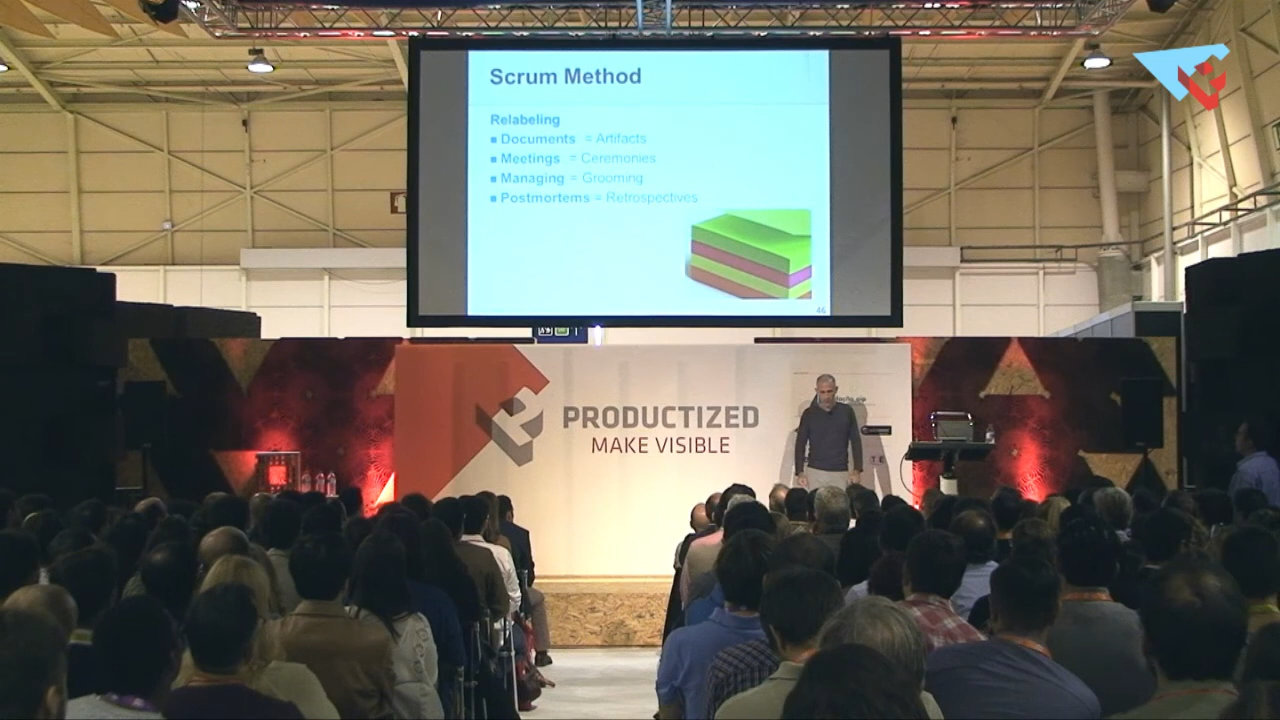 Scrum Method
Relabeling
■ Documents = Artifacts
■ Meetings = Ceremonies
■ Managing = Grooming
■ Postmortems = Retrospectives
46
PRODUCTIZED
MAKE VISIBLE